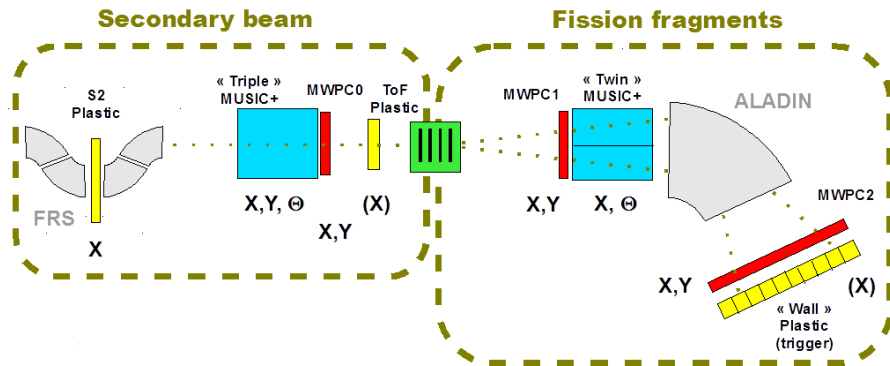 Secondary beam
Fission fragments
S2
Plastic
« Triple »
MUSIC+
MWPC0
ToF
Plastic
MWPC1
« Twin »
MUSIC+
ALADIN
MWPC2
FRS
X
X,Y, Θ
X,Y
(X)
X,Y
X, Θ
X,Y
(X)
« Wall »
Plastic
(trigger)